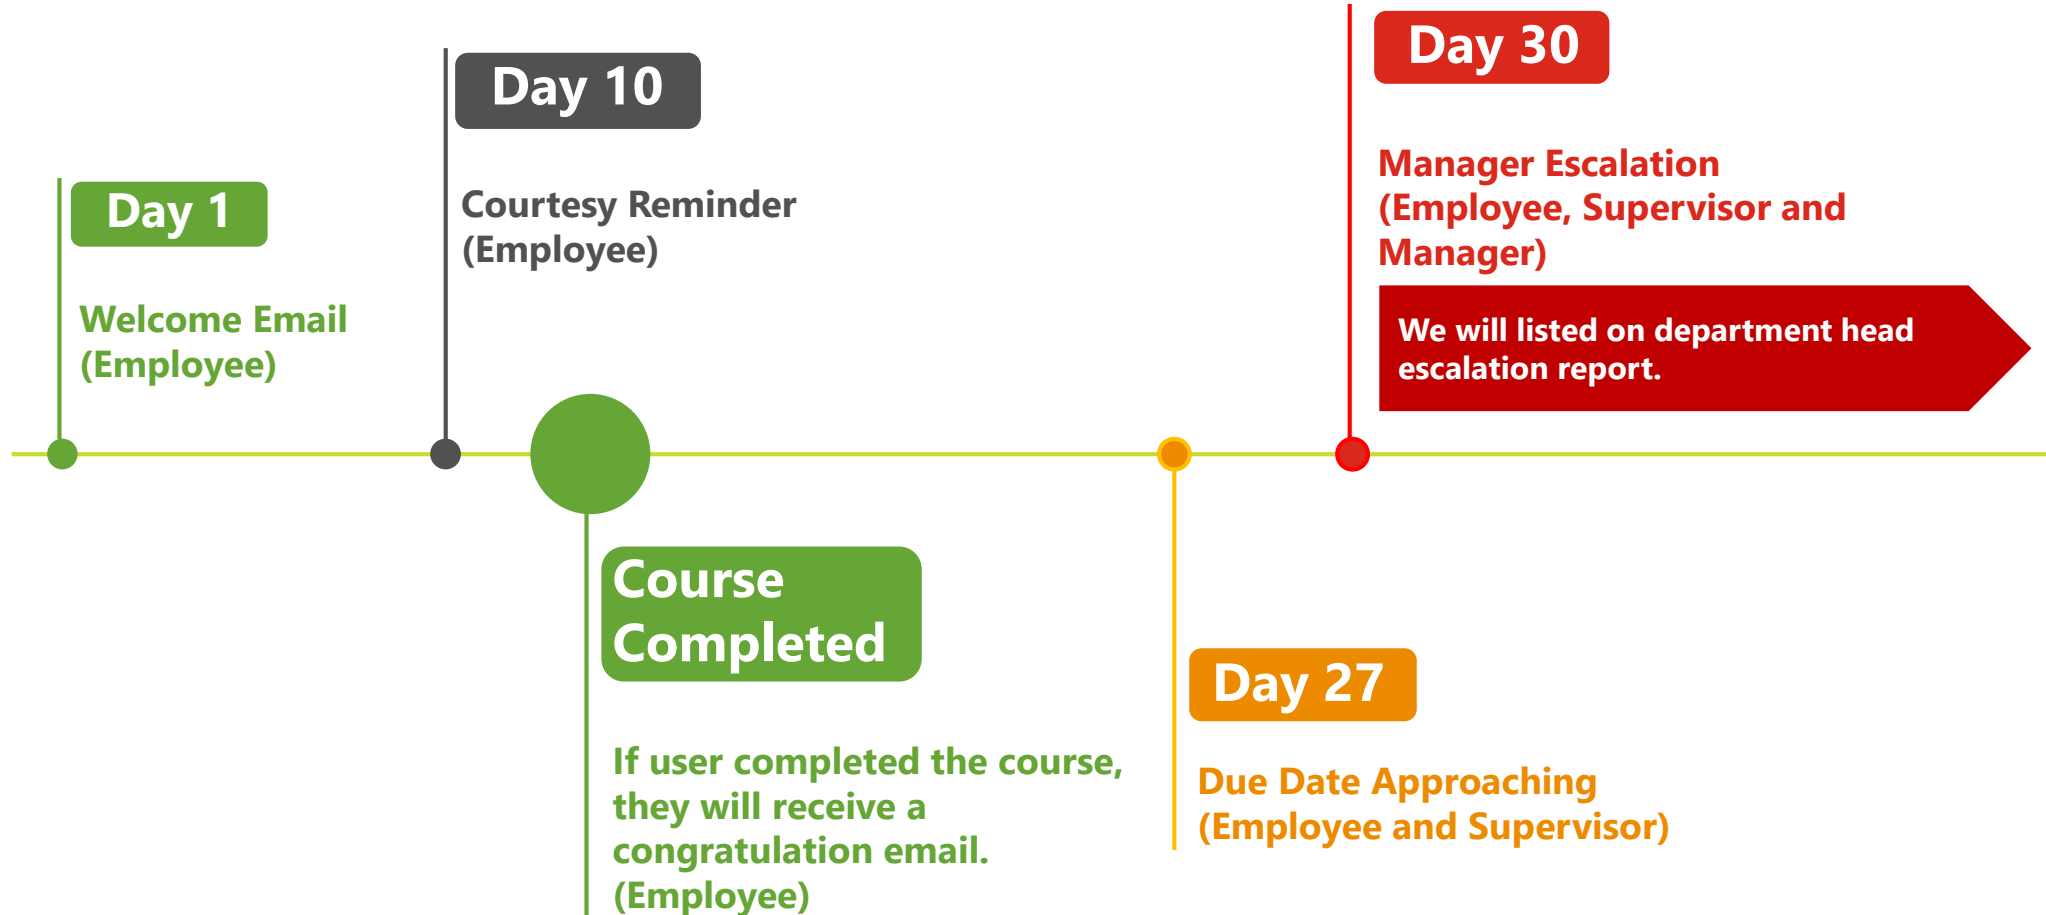 Day 1
Welcome Email
(Employee)
Day 10
Courtesy Reminder
(Employee)
Course
Completed
If user completed the course,
they will receive a
congratulation email.
(Employee)
Day 27
Due Date Approaching
(Employee and Supervisor)
Day 30
Manager Escalation
(Employee, Supervisor and
Manager)
We will listed on department head
escalation report.